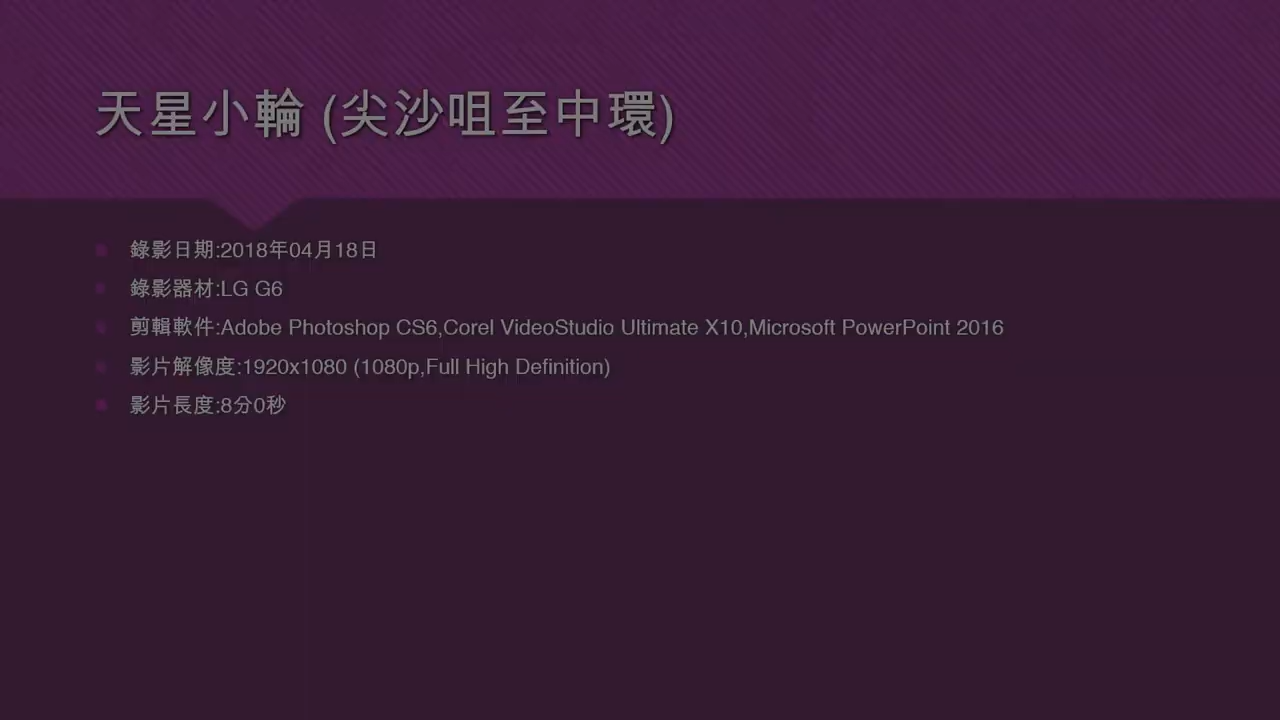 天星小輪 (尖沙咀至中環)
錄影日期:2018年04月18日
錄影器材:LG G6
剪輯軟件:Adobe Photoshop CS6,Corel VideoStudio Ultimate X10,Microsoft PowerPoint 2016
影片解像度:1920x1080 (1080p,Full High Definition)
影片長度:8分0秒